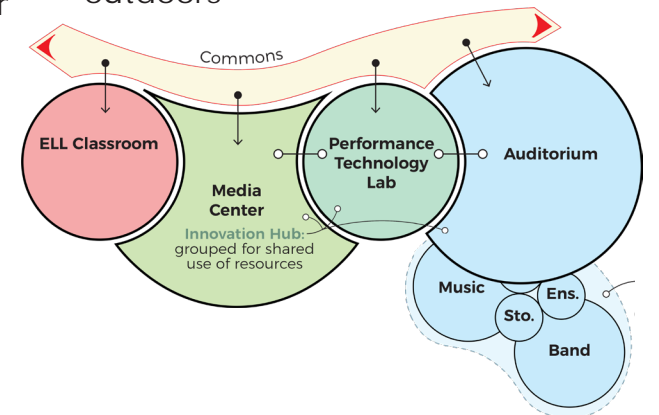 outdoors
Commons
ELL Classroom
Media
Center
Innovation Hub:
grouped for shared
use of resources
Performance
Technology
Lab
Auditorium
Music
Sto.
Ens.
Band